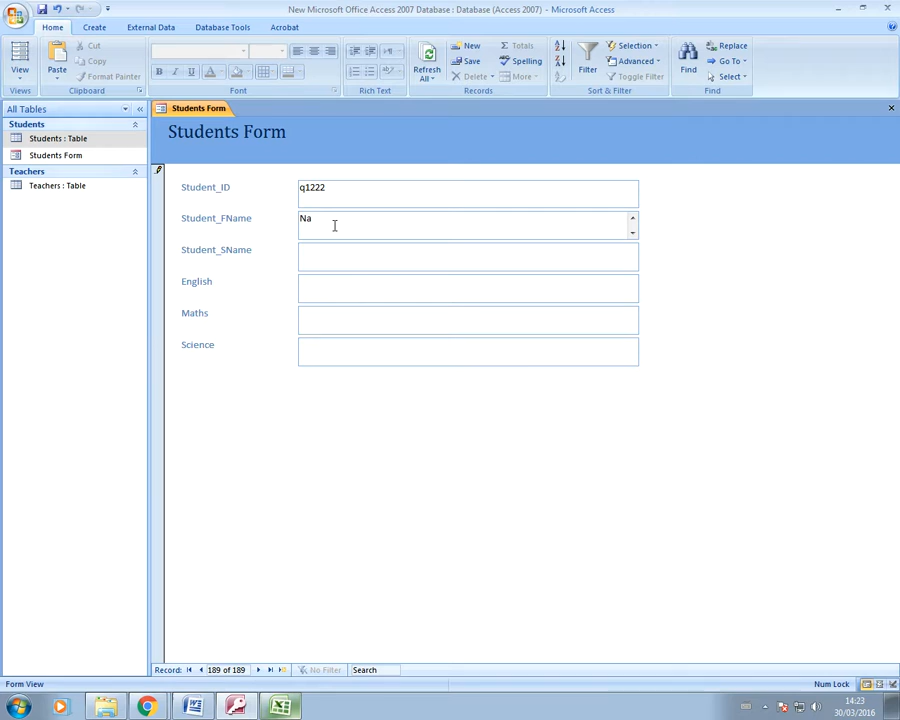 New Microsoft Office Access 2007 Database : Database (Access 2007) - Microsoft Access
Home Create External Data Database Tools Acrobat
View
Views
Paste
Cut
Copy
Format Painter
Clipboard
B I U A
Font
Rich Text
Refresh All
New
Save
Delete
Totals
Spelling
More
Records
Filter
Selection
Advanced
Toggle Filter
Sort & Filter
Find
Replace
Go To
Select
Find
All Tables
Students
Students : Table
Students Form
Teachers
Teachers : Table
Students Form
Students Form
Student_ID q1222
Student_FName Na
Student_SName
English
Maths
Science
Record: 189 of 189 No Filter Search
Form View Num Lock
14:23
30/03/2016